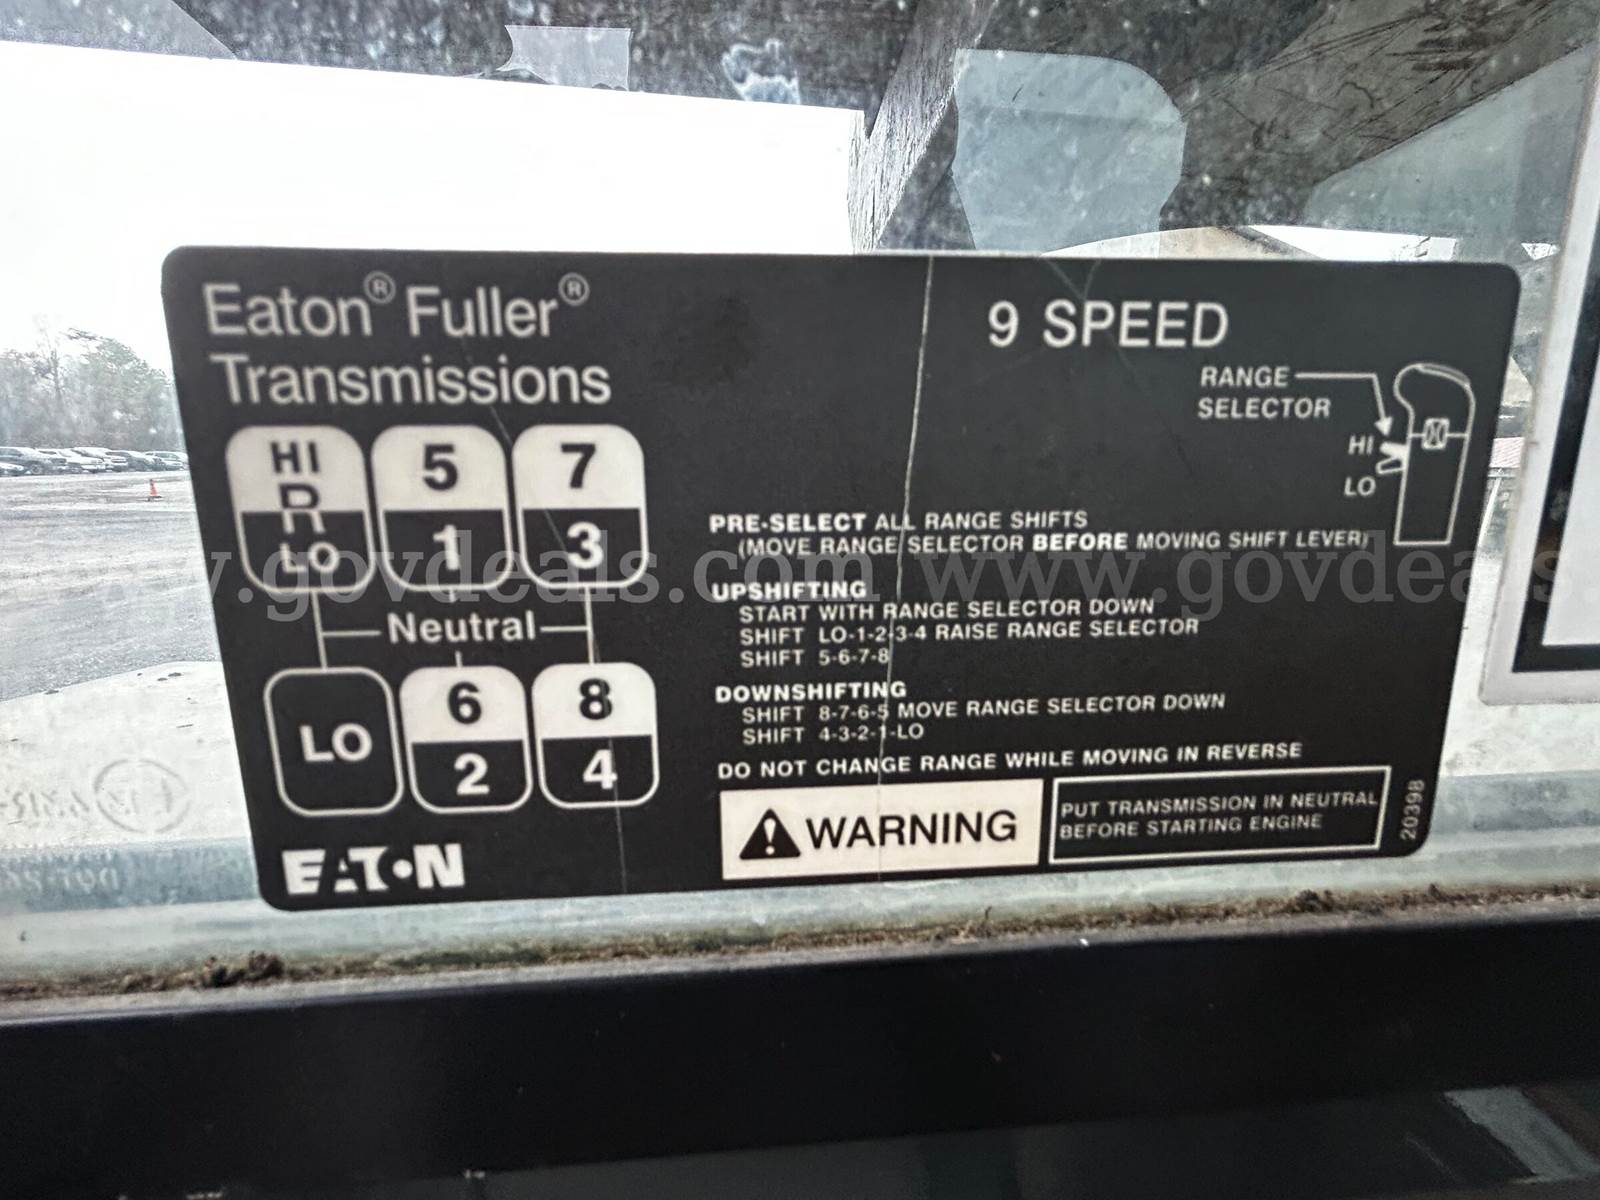 Eaton® Fuller®
Transmissions
9 SPEED
RANGE
SELECTOR
HI
LO
HI 5 7
R
LO 1 3
Neutral
LO 6 8
2 4
PRE-SELECT ALL RANGE SHIFTS
(MOVE RANGE SELECTOR BEFORE MOVING SHIFT LEVER)
UPSHIFTING
START WITH RANGE SELECTOR DOWN
SHIFT LO-1-2-3-4 RAISE RANGE SELECTOR
SHIFT 5-6-7-8
DOWNSHIFTING
SHIFT 8-7-6-5 MOVE RANGE SELECTOR DOWN
SHIFT 4-3-2-1-LO
DO NOT CHANGE RANGE WHILE MOVING IN REVERSE
WARNING
PUT TRANSMISSION IN NEUTRAL
BEFORE STARTING ENGINE
20398
EATON
www.govdeals.com www.govdeals.